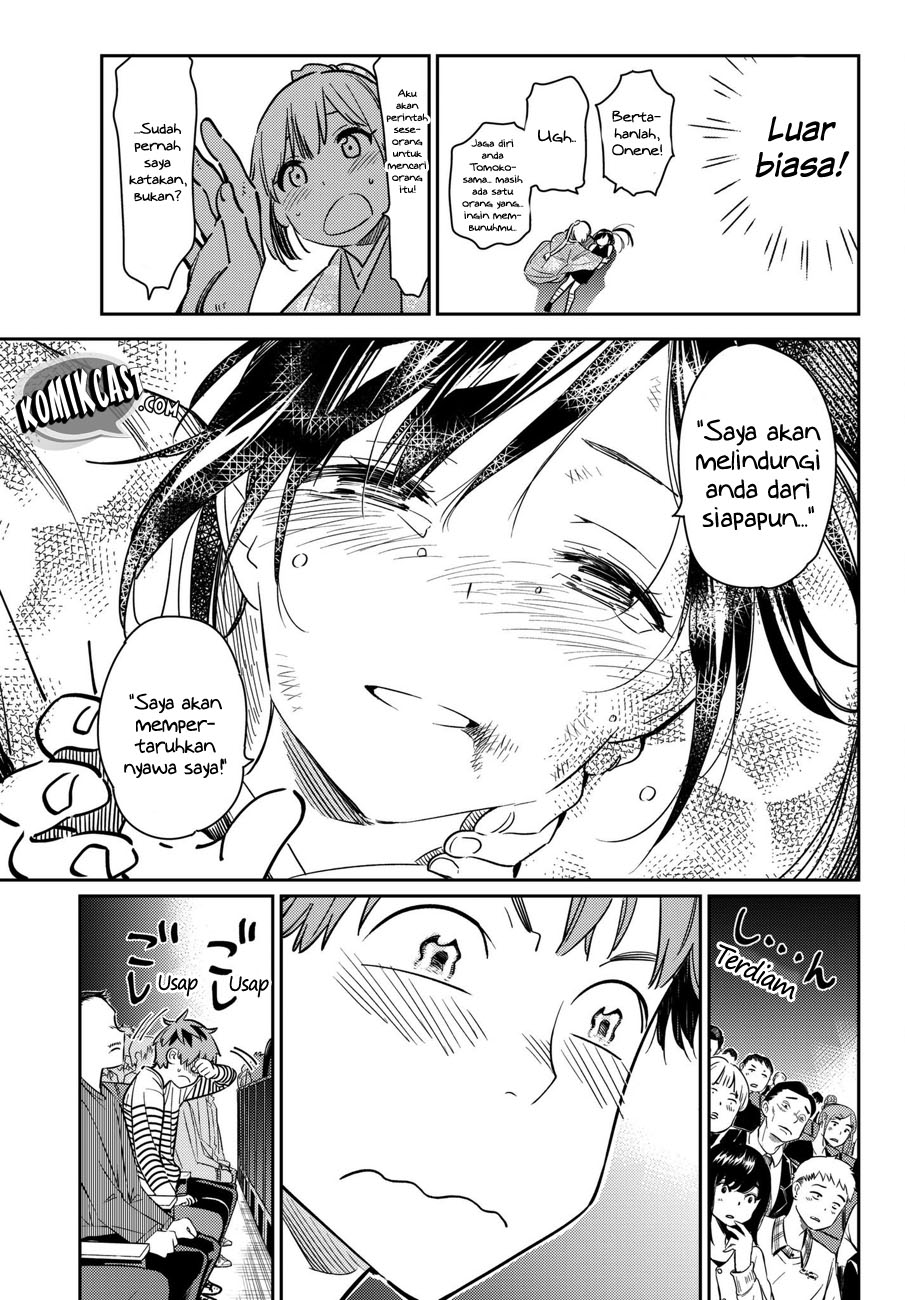 Luar
biasa!
Berta-
hanlah,
Onene!
Ugh..
Jaga diri
anda
Tomoko-
sama... masih
ada satu
orang yang..
ingin mem-
bunuhmu..
Aku
akan
perintah
sese-
orang
untuk
mencari
orang
itu!
...Sudah
pernah
saya
katakan,
Bukan?
KOMIKCAST
.COM
"Saya akan
melindungi
anda dari
siapapun..."
"Saya akan
memper-
taruhkan
nyawa saya!"
し…ん
Terdiam
ごし
Usap
ごし
Usap